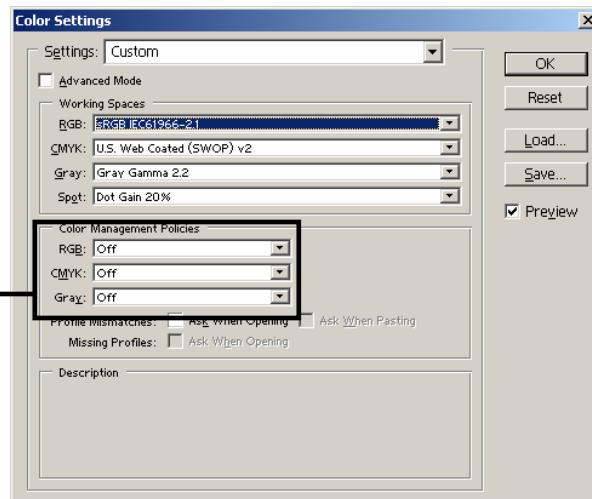 Color Settings
Settings: Custom
OK
Advanced Mode
Reset
Working Spaces
RGB: sRGB IEC61966-2.1
CMYK: U.S. Web Coated (SWOP) v2
Load...
Gray: Gray Gamma 2.2
Save...
Spot: Dot Gain 20%
Preview
Color Management Policies
RGB: Off
CMYK: Off
Gray: Off
Profile Mismatches: Ask When Opening Ask When Pasting
Missing Profiles: Ask When Opening
Description